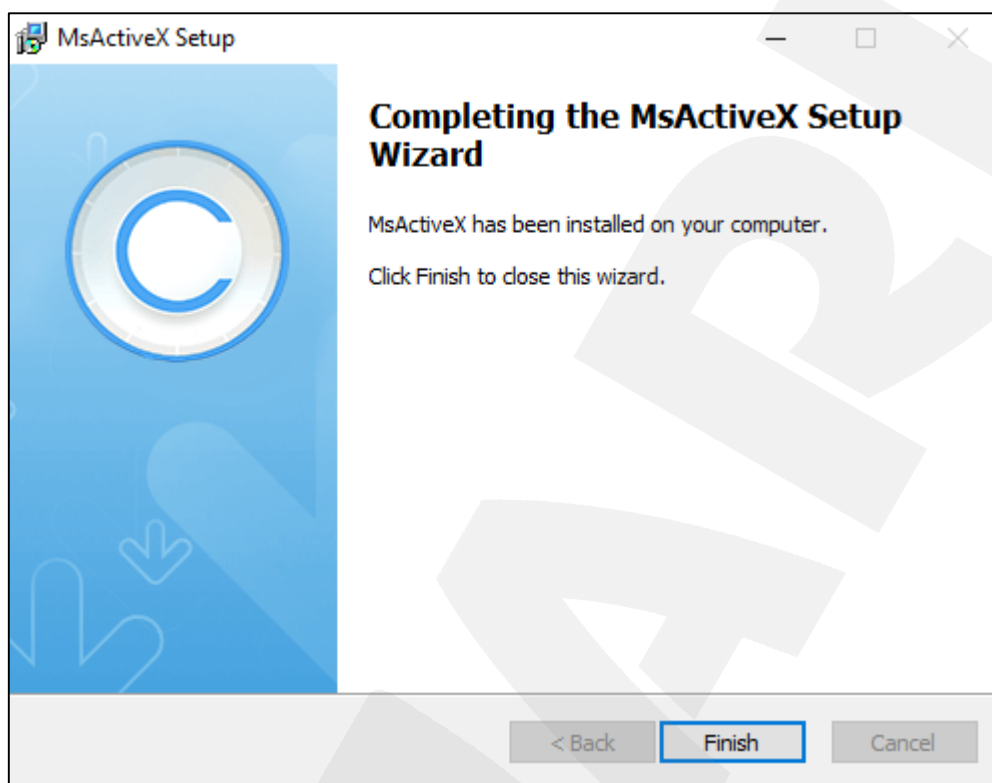 MsActiveX Setup
Completing the MsActiveX Setup
Wizard
MsActiveX has been installed on your computer.
Click Finish to close this wizard.
< Back Finish Cancel